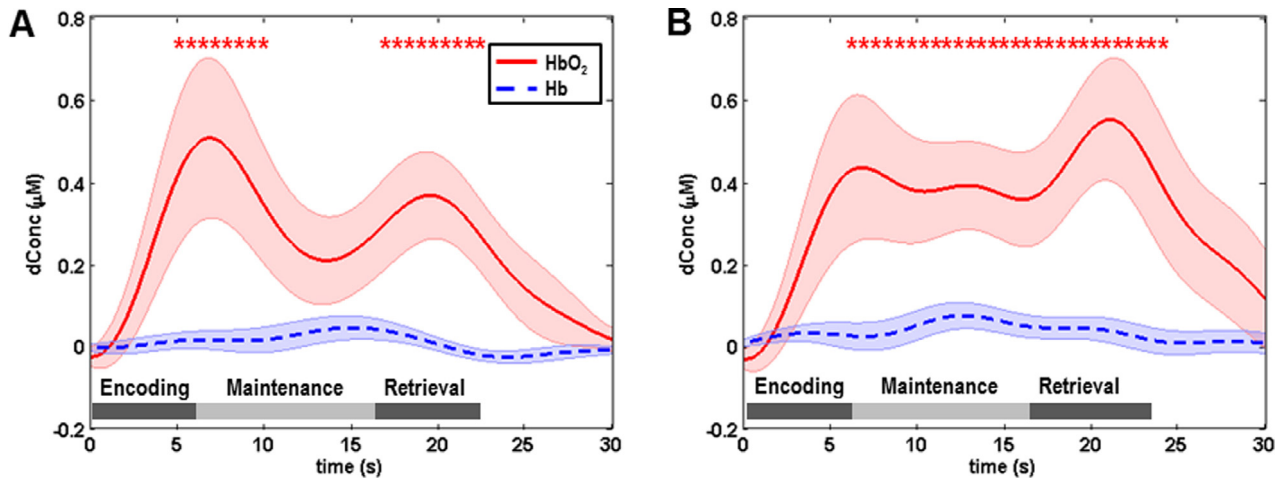 A
0.8
0.6
0.4
0.2
0
-0.2
dConc (μM)
********
*********
HbO2
Hb
Encoding Maintenance Retrieval
0 5 10 15 20 25 30
time (s)
B
0.8
0.6
0.4
0.2
0
-0.2
dConc (μM)
***************************
Encoding Maintenance Retrieval
0 5 10 15 20 25 30
time (s)